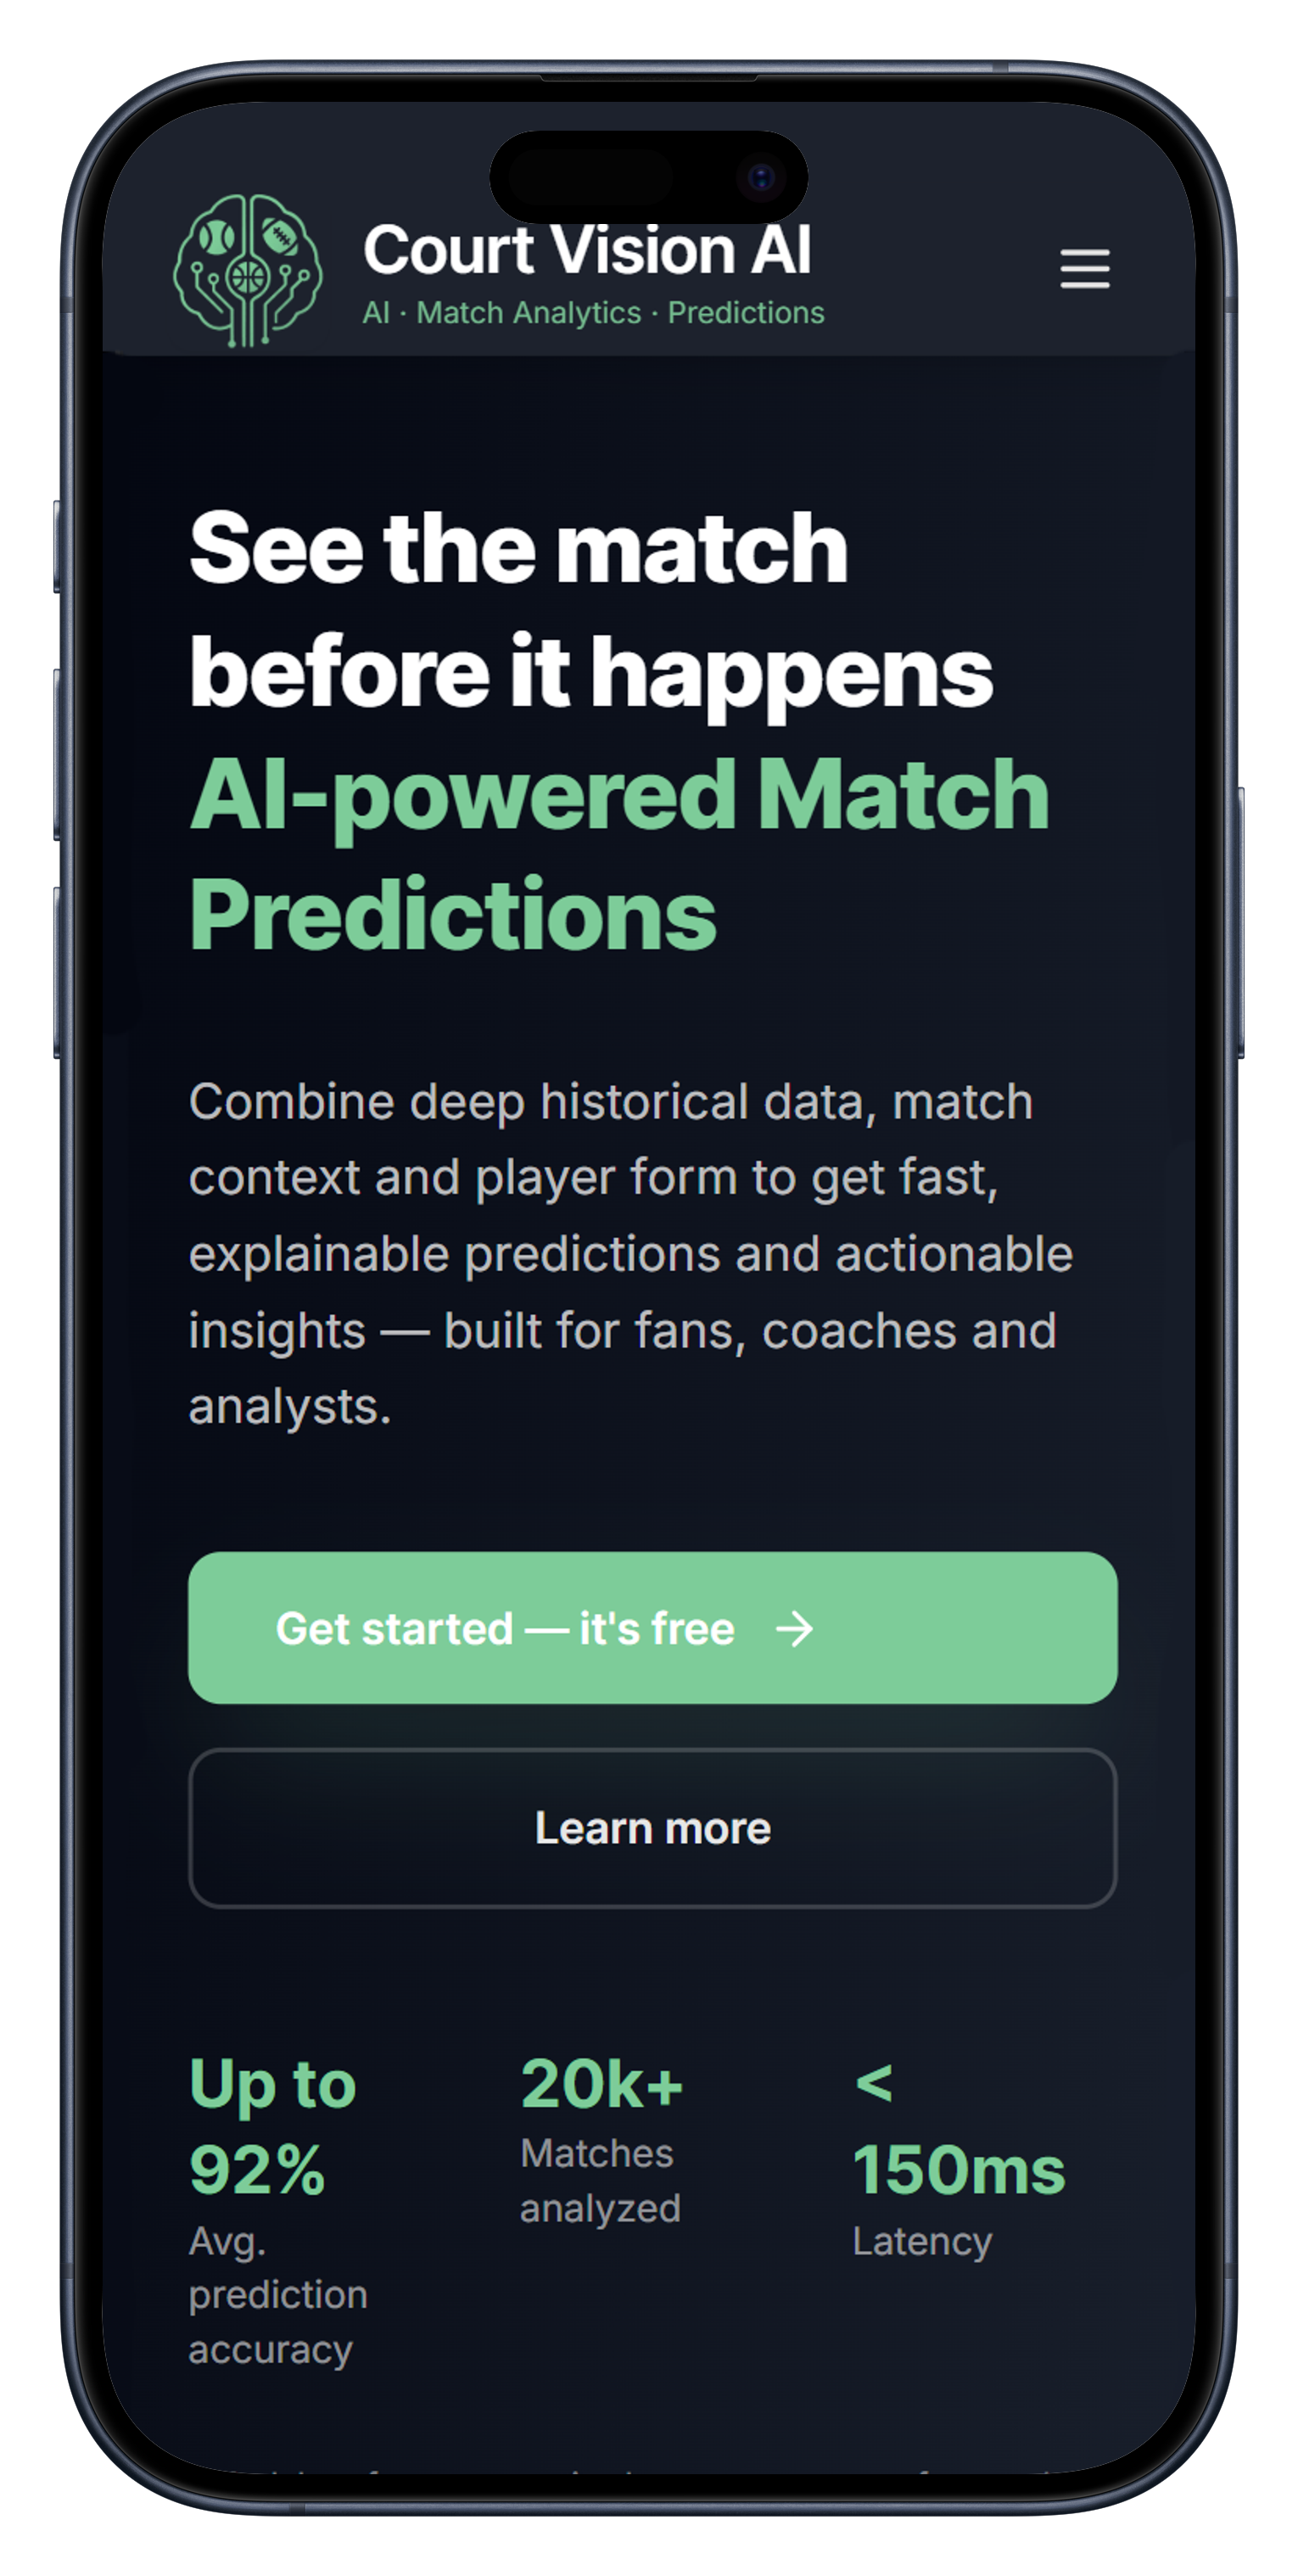 Court Vision AI
AI · Match Analytics · Predictions
See the match
before it happens
AI-powered Match
Predictions
Combine deep historical data, match
context and player form to get fast,
explainable predictions and actionable
insights — built for fans, coaches and
analysts.
Get started — it's free →
Learn more
Up to
92%
Avg.
prediction
accuracy
20k+
Matches
analyzed
<
150ms
Latency